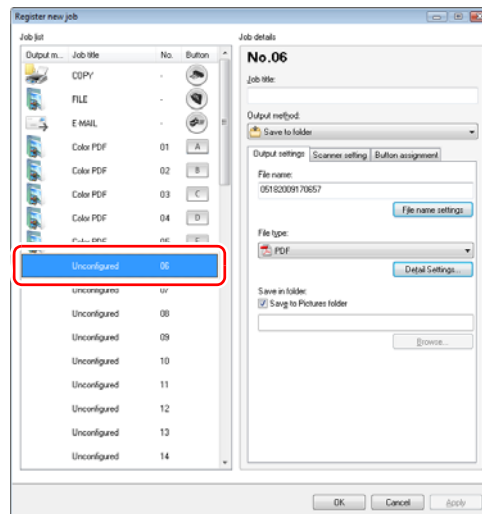 Register new job
Job list
Output m... Job title No. Button
COPY -
FILE -
E-MAIL -
Color PDF 01 A
Color PDF 02 B
Color PDF 03 C
Color PDF 04 D
Color PDF 05 E
Unconfigured 06
Unconfigured 07
Unconfigured 08
Unconfigured 09
Unconfigured 10
Unconfigured 11
Unconfigured 12
Unconfigured 13
Unconfigured 14
Job details
No.06
Job title:
Output method:
Save to folder
Output settings Scanner setting Button assignment
File name:
05182009170657
File name settings
File type:
PDF
Detail Settings...
Save in folder:
Save to Pictures folder
Browse...
OK Cancel Apply